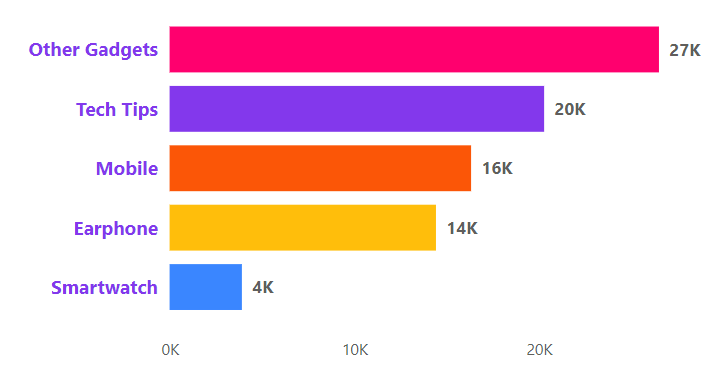 Other Gadgets 27K
Tech Tips 20K
Mobile 16K
Earphone 14K
Smartwatch 4K
0K 10K 20K